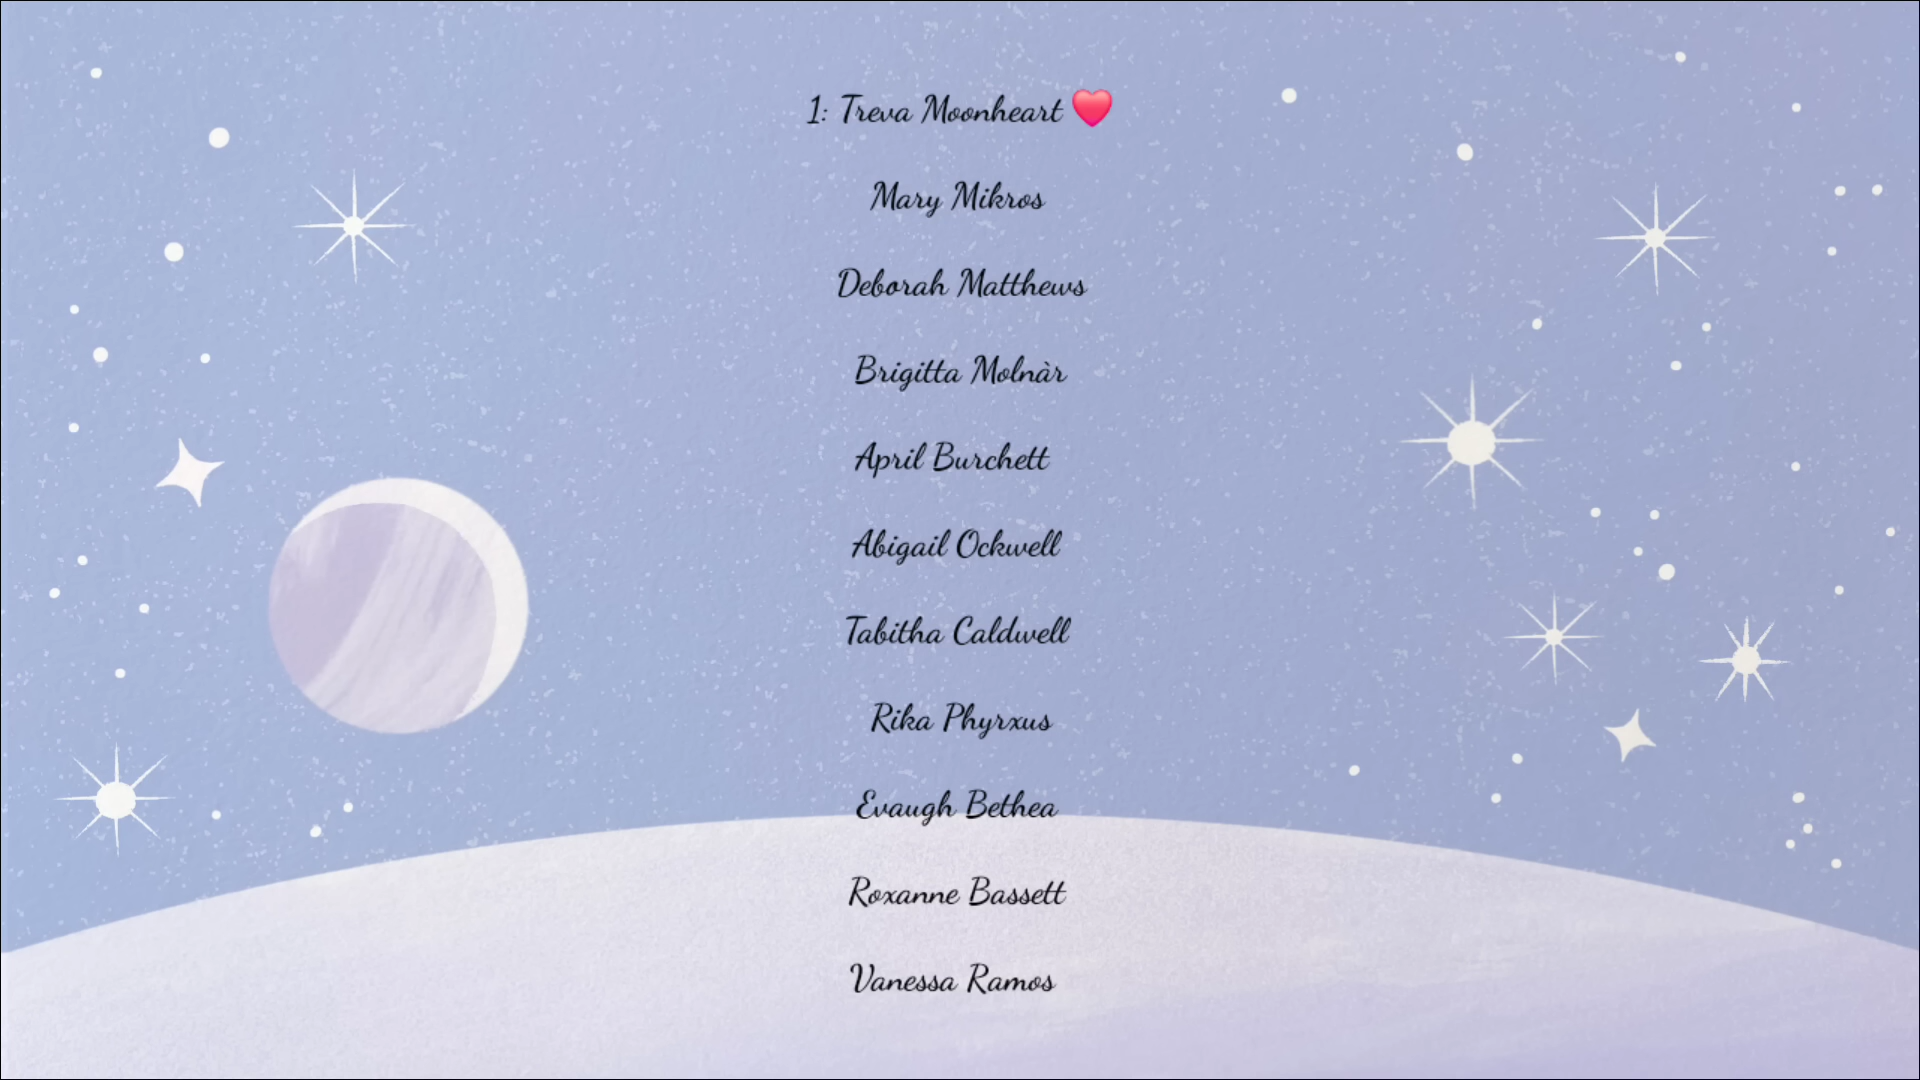 1: Treva Moonheart ❤️
Mary Mikros
Deborah Matthews
Brigitta Molnàr
April Burchett
Abigail Ockwell
Tabitha Caldwell
Rika Phyrxus
Evaugh Bethea
Roxanne Bassett
Vanessa Ramos